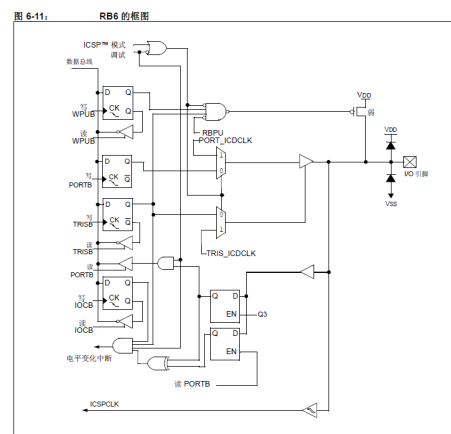 图 6-11： RB6 的框图
ICSP™ 模式
调试
数据总线
D Q
写
WPUB
CK Q
读
WPUB
RBPU
PORT_ICDCLK
VDD
弱
VDD
D Q
写
PORTB
CK Q
1
0
I/O 引脚
VSS
D Q
写
TRISB
CK Q
0
1
读
TRISB
TRIS_ICDCLK
读
PORTB
D Q
写
IOCB
CK Q
Q D
EN
Q3
读
IOCB
Q D
EN
电平变化中断
读 PORTB
ICSPCLK